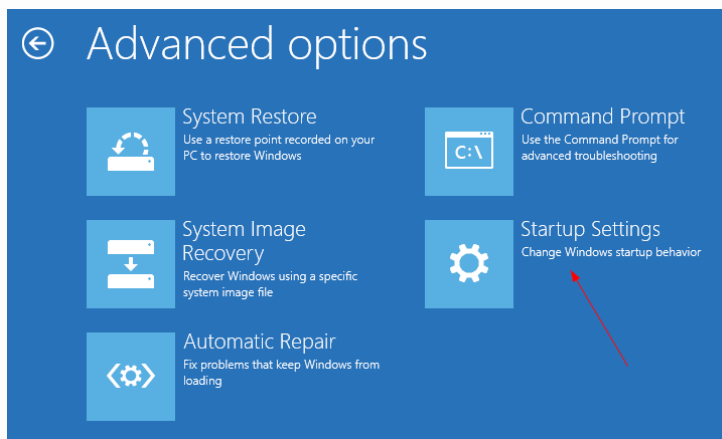 Advanced options
System Restore
Use a restore point recorded on your
PC to restore Windows
System Image
Recovery
Recover Windows using a specific
system image file
Automatic Repair
Fix problems that keep Windows from
loading
C:\
Command Prompt
Use the Command Prompt for
advanced troubleshooting
Startup Settings
Change Windows startup behavior